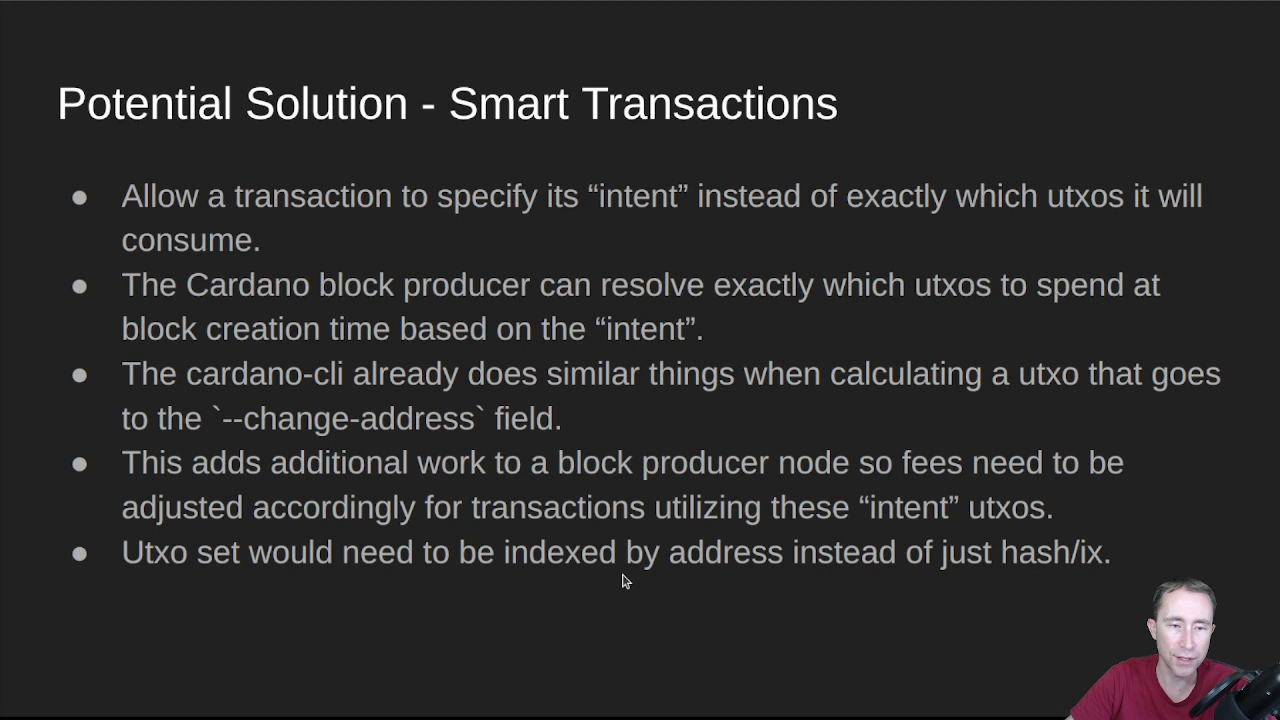 Potential Solution - Smart Transactions
● Allow a transaction to specify its “intent” instead of exactly which utxos it will
consume.
● The Cardano block producer can resolve exactly which utxos to spend at
block creation time based on the “intent”.
● The cardano-cli already does similar things when calculating a utxo that goes
to the `--change-address` field.
● This adds additional work to a block producer node so fees need to be
adjusted accordingly for transactions utilizing these “intent” utxos.
● Utxo set would need to be indexed by address instead of just hash/ix.